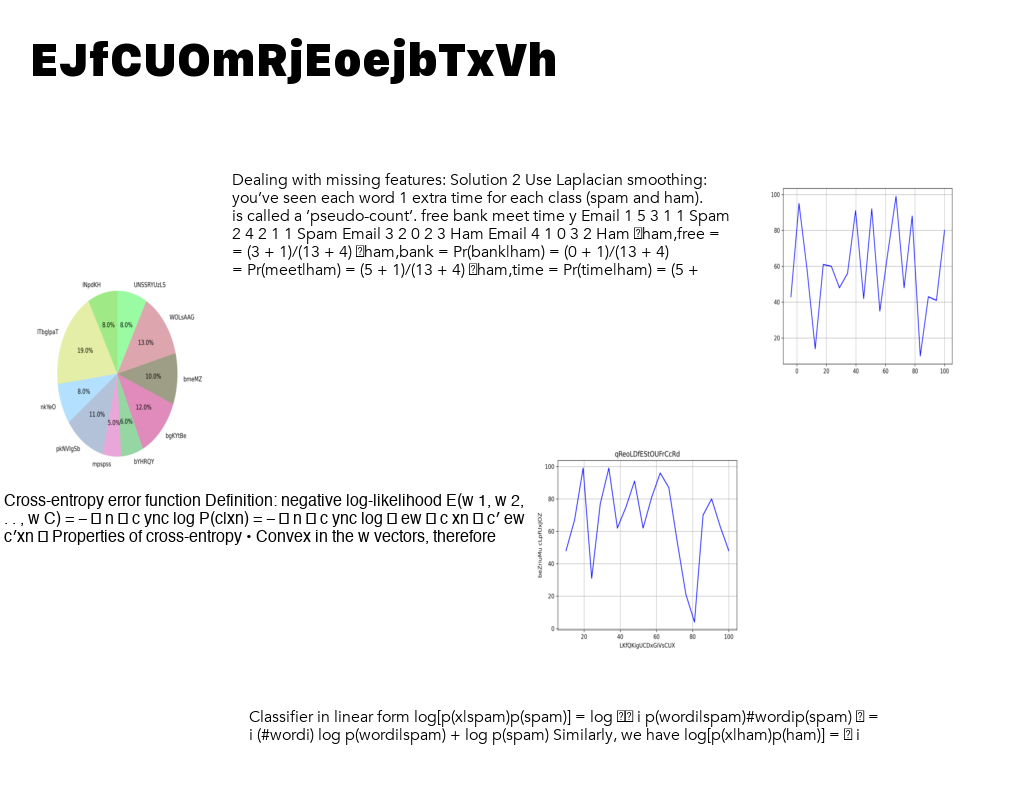 EJfCUOmRjEoejbTxVh
Dealing with missing features: Solution 2 Use Laplacian smoothing:
you've seen each word 1 extra time for each class (spam and ham).
is called a 'pseudo-count'. free bank meet time y Email 1 5 3 1 1 Spam
2 4 2 1 1 Spam Email 3 2 0 2 3 Ham Email 4 1 0 3 2 Ham ham,free =
= (3 + 1)/(13 + 4) ham,bank = Pr(bank|ham) = (0 + 1)/(13 + 4)
= Pr(meet|ham) = (5 + 1)/(13 + 4) ham,time = Pr(time|ham) = (5 +
100
80
60
40
20
0 20 40 60 80 100
INpdKH
UNSSRYUzLS
WOLsAAG
bmeMZ
bgKYtBe
bYHRQY
mpspss
pkNVlgSb
nkYeO
ITbglpaT
8.0%
8.0%
13.0%
10.0%
12.0%
6.0%
5.0%
11.0%
8.0%
19.0%
Cross-entropy error function Definition: negative log-likelihood E(w 1, w 2,
. . , w C) = – n c ync log P(c|xn) = – n c ync log ew c xn c′ ew
c′xn Properties of cross-entropy • Convex in the w vectors, therefore
qReoLDfEStOUFrCcRd
100
80
60
40
20
0
20 40 60 80 100
Classifier in linear form log[p(x|spam)p(spam)] = log i p(wordi|spam)#wordip(spam) =
i (#wordi) log p(wordi|spam) + log p(spam) Similarly, we have log[p(x|ham)p(ham)] = i